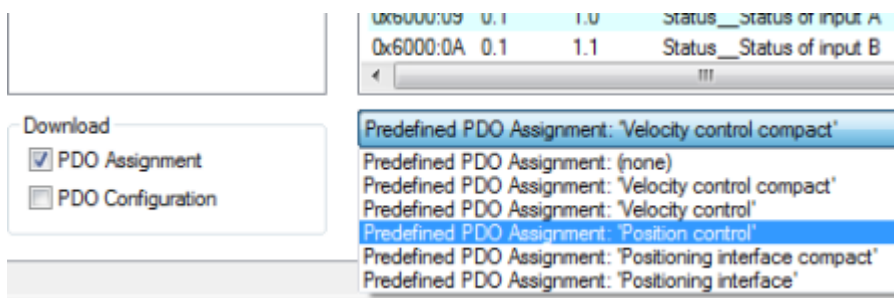 0x6000:09 0.1 1.0 Status__Status of input A
0x6000:0A 0.1 1.1 Status__Status of input B
Download
PDO Assignment
PDO Configuration
Predefined PDO Assignment: 'Velocity control compact'
Predefined PDO Assignment: (none)
Predefined PDO Assignment: 'Velocity control compact'
Predefined PDO Assignment: 'Velocity control'
Predefined PDO Assignment: 'Position control'
Predefined PDO Assignment: 'Positioning interface compact'
Predefined PDO Assignment: 'Positioning interface'